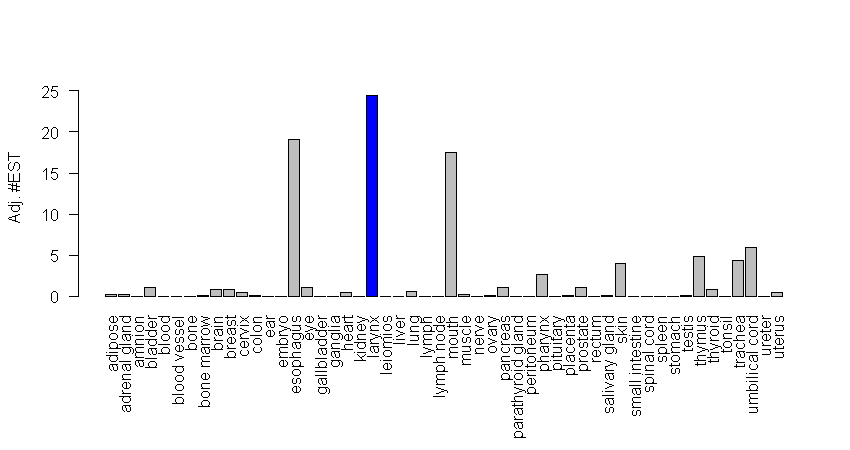 25
20
15
10
5
0
Adj. #EST
adipose
adrenal gland
amnion
bladder
blood
blood vessel
bone
bone marrow
brain
breast
cervix
colon
ear
embryo
esophagus
eye
gallbladder
ganglia
heart
kidney
larynx
leiomios
liver
lung
lymph
lymph node
mouth
muscle
nerve
ovary
pancreas
parathyroid gland
peritoneum
pharynx
pituitary
placenta
prostate
rectum
salivary gland
skin
small intestine
spinal cord
spleen
stomach
testis
thymus
thyroid
tonsil
trachea
umbilical cord
ureter
uterus